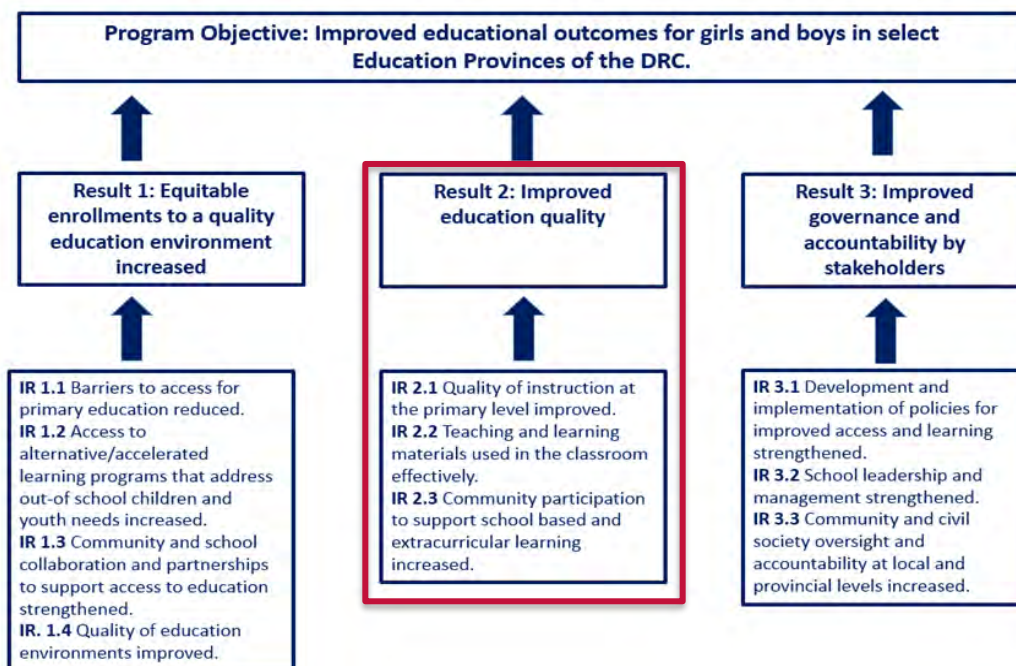 Program Objective: Improved educational outcomes for girls and boys in select
Education Provinces of the DRC.
Result 1: Equitable
enrollments to a quality
education environment
increased
Result 2: Improved
education quality
Result 3: Improved
governance and
accountability by
stakeholders
IR 1.1 Barriers to access for
primary education reduced.
IR 1.2 Access to
alternative/accelerated
learning programs that address
out-of school children and
youth needs increased.
IR 1.3 Community and school
collaboration and partnerships
to support access to education
strengthened.
IR. 1.4 Quality of education
environments improved.
IR 2.1 Quality of instruction at
the primary level improved.
IR 2.2 Teaching and learning
materials used in the classroom
effectively.
IR 2.3 Community participation
to support school based and
extracurricular learning
increased.
IR 3.1 Development and
implementation of policies for
improved access and learning
strengthened.
IR 3.2 School leadership and
management strengthened.
IR 3.3 Community and civil
society oversight and
accountability at local and
provincial levels increased.